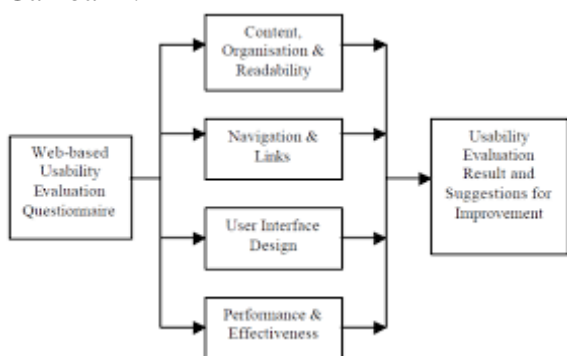 Content,
Organisation &
Readability
Navigation &
Links
Web-based
Usability
Evaluation
Questionnaire
Usability
Evaluation
Result and
Suggestions for
Improvement
User Interface
Design
Performance &
Effectiveness